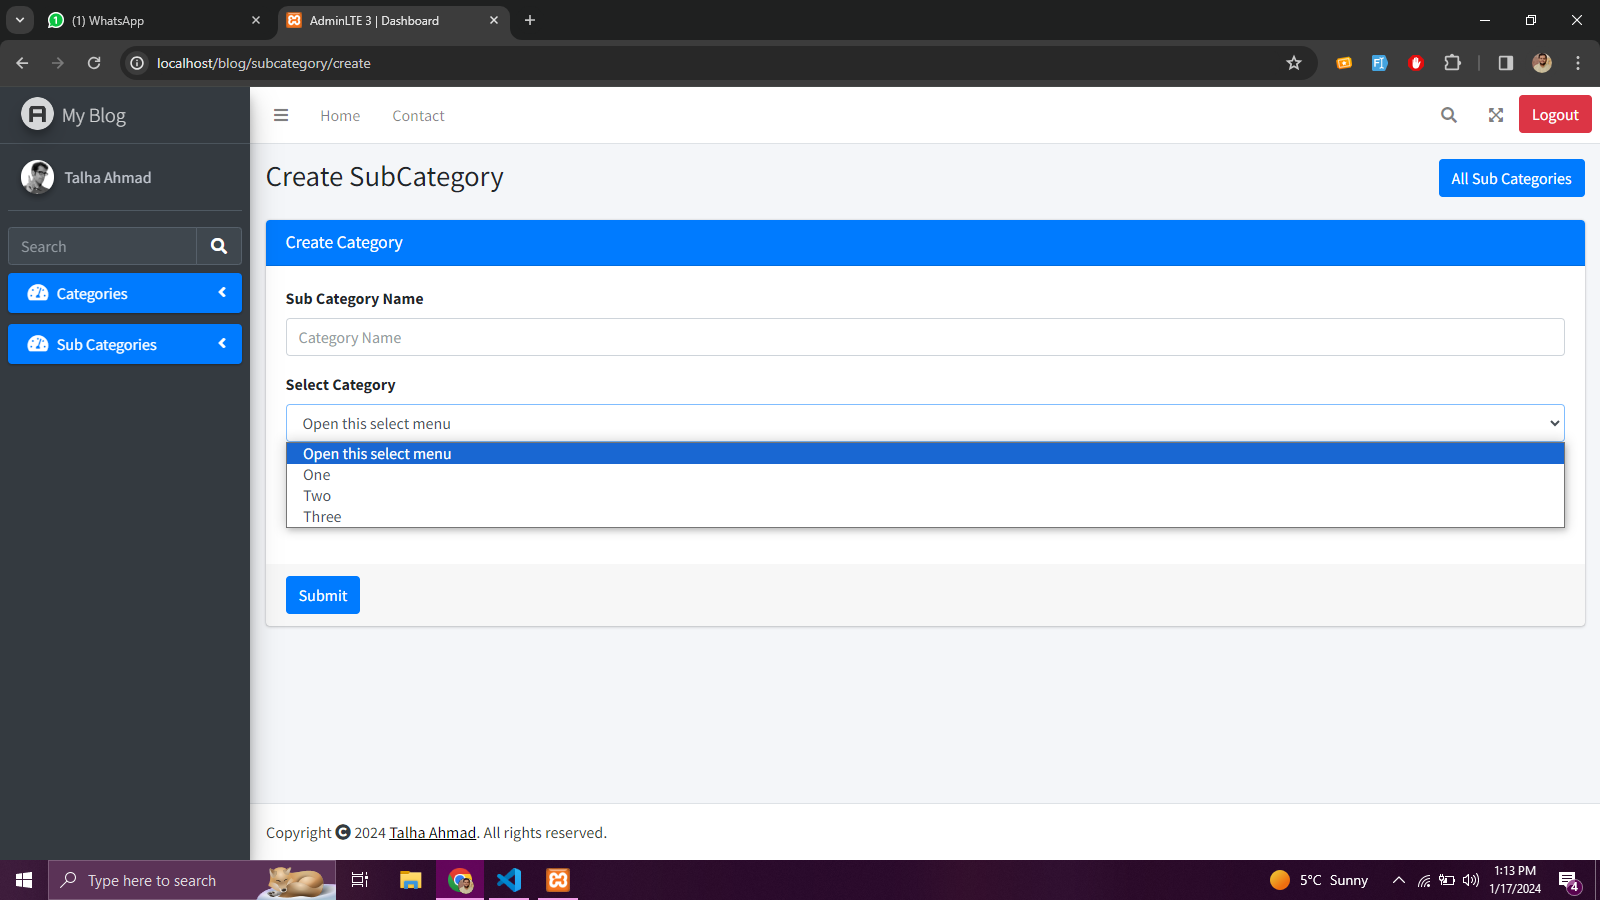 (1) WhatsApp
AdminLTE 3 | Dashboard
localhost/blog/subcategory/create
My Blog
Home
Contact
Logout
Talha Ahmad
Create SubCategory
All Sub Categories
Search
Create Category
Categories
Sub Category Name
Category Name
Sub Categories
Select Category
Open this select menu
Open this select menu
One
Two
Three
Submit
Copyright 2024 Talha Ahmad. All rights reserved.
Type here to search
5°C Sunny
1:13 PM
1/17/2024
4